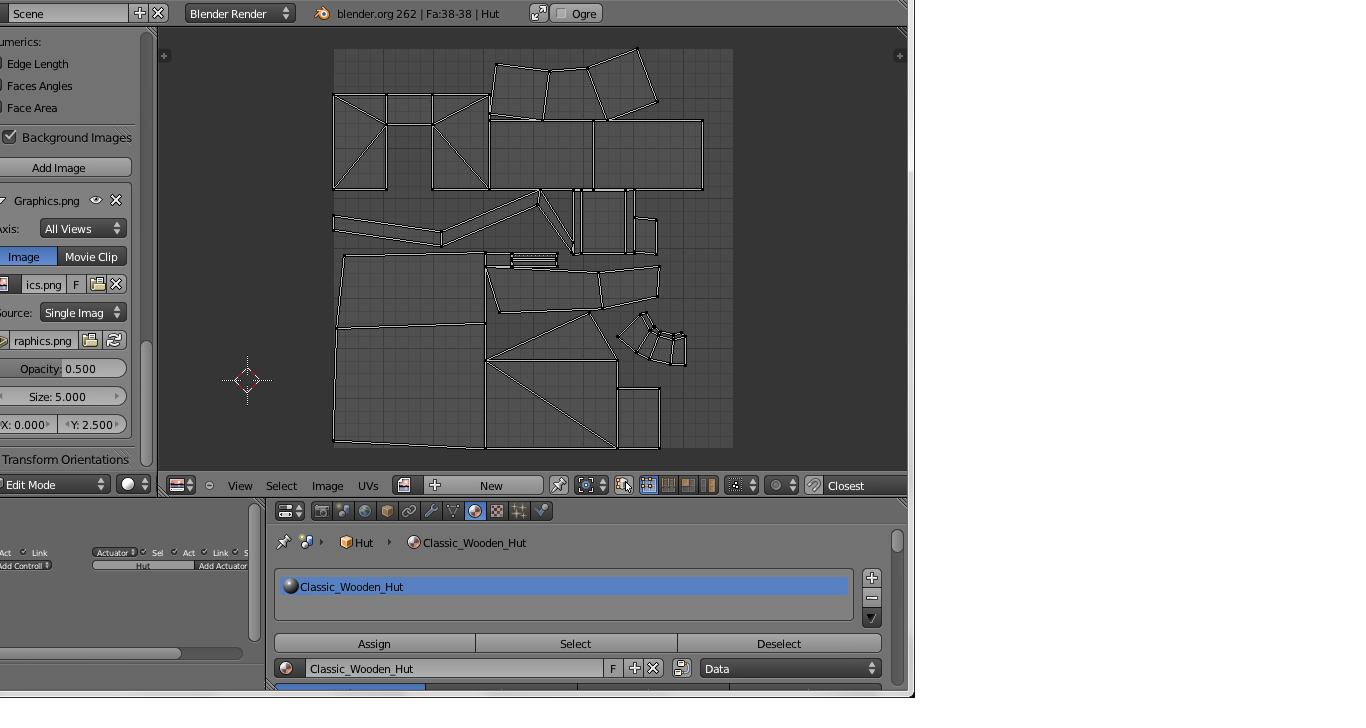 Scene
Blender Render
blender.org 262 | Fa:38-38 | Hut
Ogre
umerics:
Edge Length
Faces Angles
Face Area
Background Images
Add Image
Graphics.png
Axis:
All Views
Image
Movie Clip
ics.png
F
Source:
Single Imag
raphics.png
Opacity: 0.500
Size: 5.000
X: 0.000
Y: 2.500
Transform Orientations
Edit Mode
View
Select
Image
UVs
New
Closest
Act
Link
Actuator
Sel
Act
Link
S
Add Controll
Hut
Add Actuator
Hut
Classic_Wooden_Hut
Classic_Wooden_Hut
Assign
Select
Deselect
Classic_Wooden_Hut
F
Data